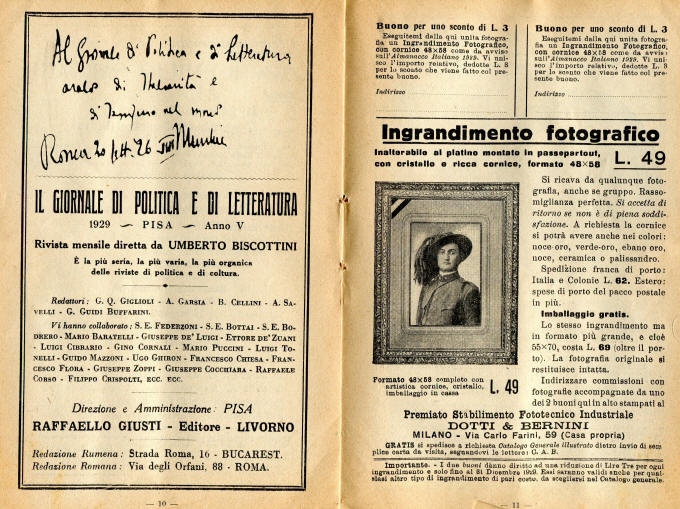 Al Giornale di Politica e di Letteratura
araldo di Italianità e
di Fascismo nel mondo
Roma 20 sett. 26 Mussolini
IL GIORNALE DI POLITICA E DI LETTERATURA
1929 — PISA — Anno V
Rivista mensile diretta da UMBERTO BISCOTTINI
È la più seria, la più varia, la più organica
delle riviste di politica e di coltura.
Redattori: G. Q. GIGLIOLI - A. GARSIA - B. CELLINI - A. SA-
VELLI - G. GUIDI BUFFARINI.
Vi hanno collaborato: S. E. FEDERZONI - S. E. BOTTAI - S. E. BO-
DRERO - MARIO BARATELLI - GIUSEPPE DE' LUIGI - ETTORE DE' ZUANI
- LUIGI CIBRARIO - GINO CORNALI - MARIO PUCCINI - LUIGI TO-
NELLI - GUIDO MAZZONI - UGO GHIRON - FRANCESCO CHIESA - FRAN-
CESCO FLORA - GIUSEPPE ZOPPI - GIUSEPPE COCCHIARA - RAFFAELE
CORSO - FILIPPO CRISPOLTI, ECC. ECC.
Direzione e Amministrazione: PISA
RAFFAELLO GIUSTI - Editore - LIVORNO
Redazione Rumena: Strada Roma, 16 - BUCAREST.
Redazione Romana: Via degli Orfani, 88 - ROMA.
— 10 —
Buono per uno sconto di L. 3
Eseguitemi dalla qui unita fotogra-
fia un Ingrandimento Fotografico,
con cornice 48×58 come da avviso
sull'Almanacco Italiano 1929. Vi uni-
sco l'importo relativo, dedotte L. 3
per lo sconto che viene fatto col pre-
sente buono.
Indirizzo
Buono per uno sconto di L. 3
Eseguitemi dalla qui unita fotogra-
fia un Ingrandimento Fotografico,
con cornice 48×58 come da avviso
sull'Almanacco Italiano 1929. Vi uni-
sco l'importo relativo, dedotte L. 3
per lo sconto che viene fatto col pre-
sente buono.
Indirizzo
Ingrandimento fotografico
Inalterabile al platino montato in passepartout,
con cristallo e ricca cornice, formato 48×58
L. 49
Si ricava da qualunque foto-
grafia, anche se gruppo. Rasso-
miglianza perfetta. Si accetta di
ritorno se non è di piena soddi-
sfazione. A richiesta la cornice
si potrà avere anche nei colori:
noce-oro, verde-oro, ebano oro,
noce, ceramica o palissandro.
Spedizione franca di porto:
Italia e Colonie L. 62. Estero:
spese di porto del pacco postale
in più.
Imballaggio gratis.
Lo stesso ingrandimento ma
in formato più grande, e cioè
55×70, costa L. 69 (oltre il por-
to). La fotografia originale si
restituisce intatta.
Indirizzare commissioni con
fotografie accompagnate da uno
dei 2 buoni qui in alto stampati al
Formato 48×58 completo con
artistica cornice, cristallo,
imballaggio in cassa
L. 49
Premiato Stabilimento Fototecnico Industriale
DOTTI & BERNINI
MILANO - Via Carlo Farini, 59 (Casa propria)
GRATIS si spedisce a richiesta Catalogo Generale illustrato dietro invio di sem-
plice carta da visita, segnandovi le lettere: C. A. B.
Importante. - I due buoni dànno diritto ad una riduzione di Lire Tre per ogni
ingrandimento e solo fino al 31 Dicembre 1929. Essi saranno validi anche per qual-
siasi altro tipo di ingrandimento di pari costo, da scegliersi nel Catalogo generale.
— 11 —